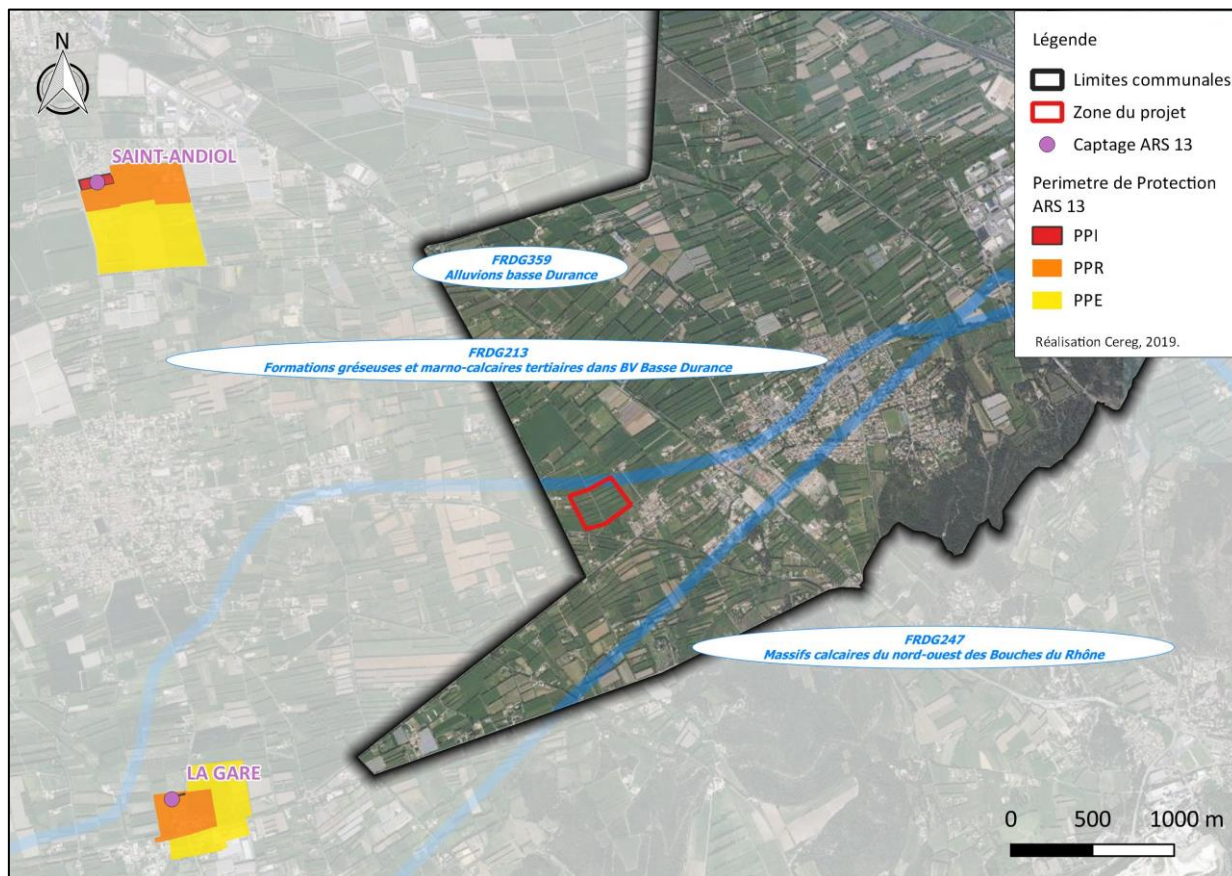 N
SAINT-ANDIOL
FRDG359
Alluvions basse Durance
FRDG213
Formations gréseuses et marno-calcaires tertiaires dans BV Basse Durance
FRDG247
Massifs calcaires du nord-ouest des Bouches du Rhône
LA GARE
Légende
Limites communales
Zone du projet
Captage ARS 13
Perimetre de Protection
ARS 13
PPI
PPR
PPE
Réalisation Cereg, 2019.
0 500 1000 m